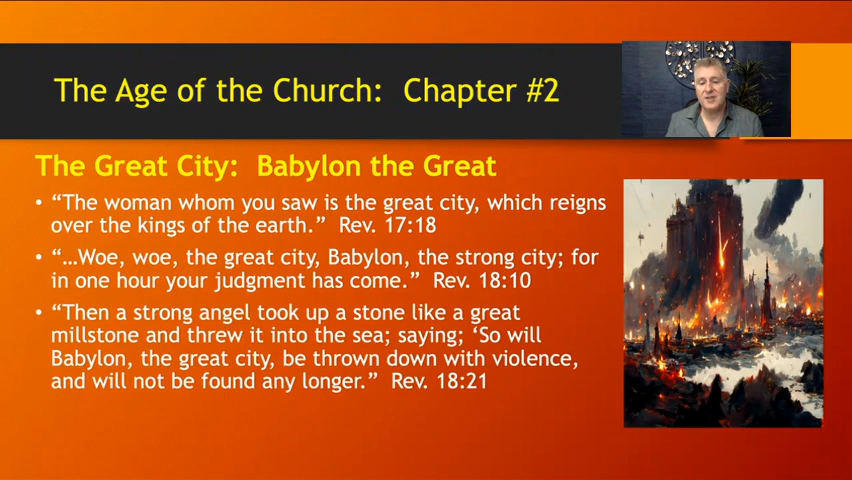 The Age of the Church:  Chapter #2
The Great City:  Babylon the Great
• “The woman whom you saw is the great city, which reigns
over the kings of the earth.”  Rev. 17:18
• “…Woe, woe, the great city, Babylon, the strong city; for
in one hour your judgment has come.”  Rev. 18:10
• “Then a strong angel took up a stone like a great
millstone and threw it into the sea; saying; ‘So will
Babylon, the great city, be thrown down with violence,
and will not be found any longer.”  Rev. 18:21